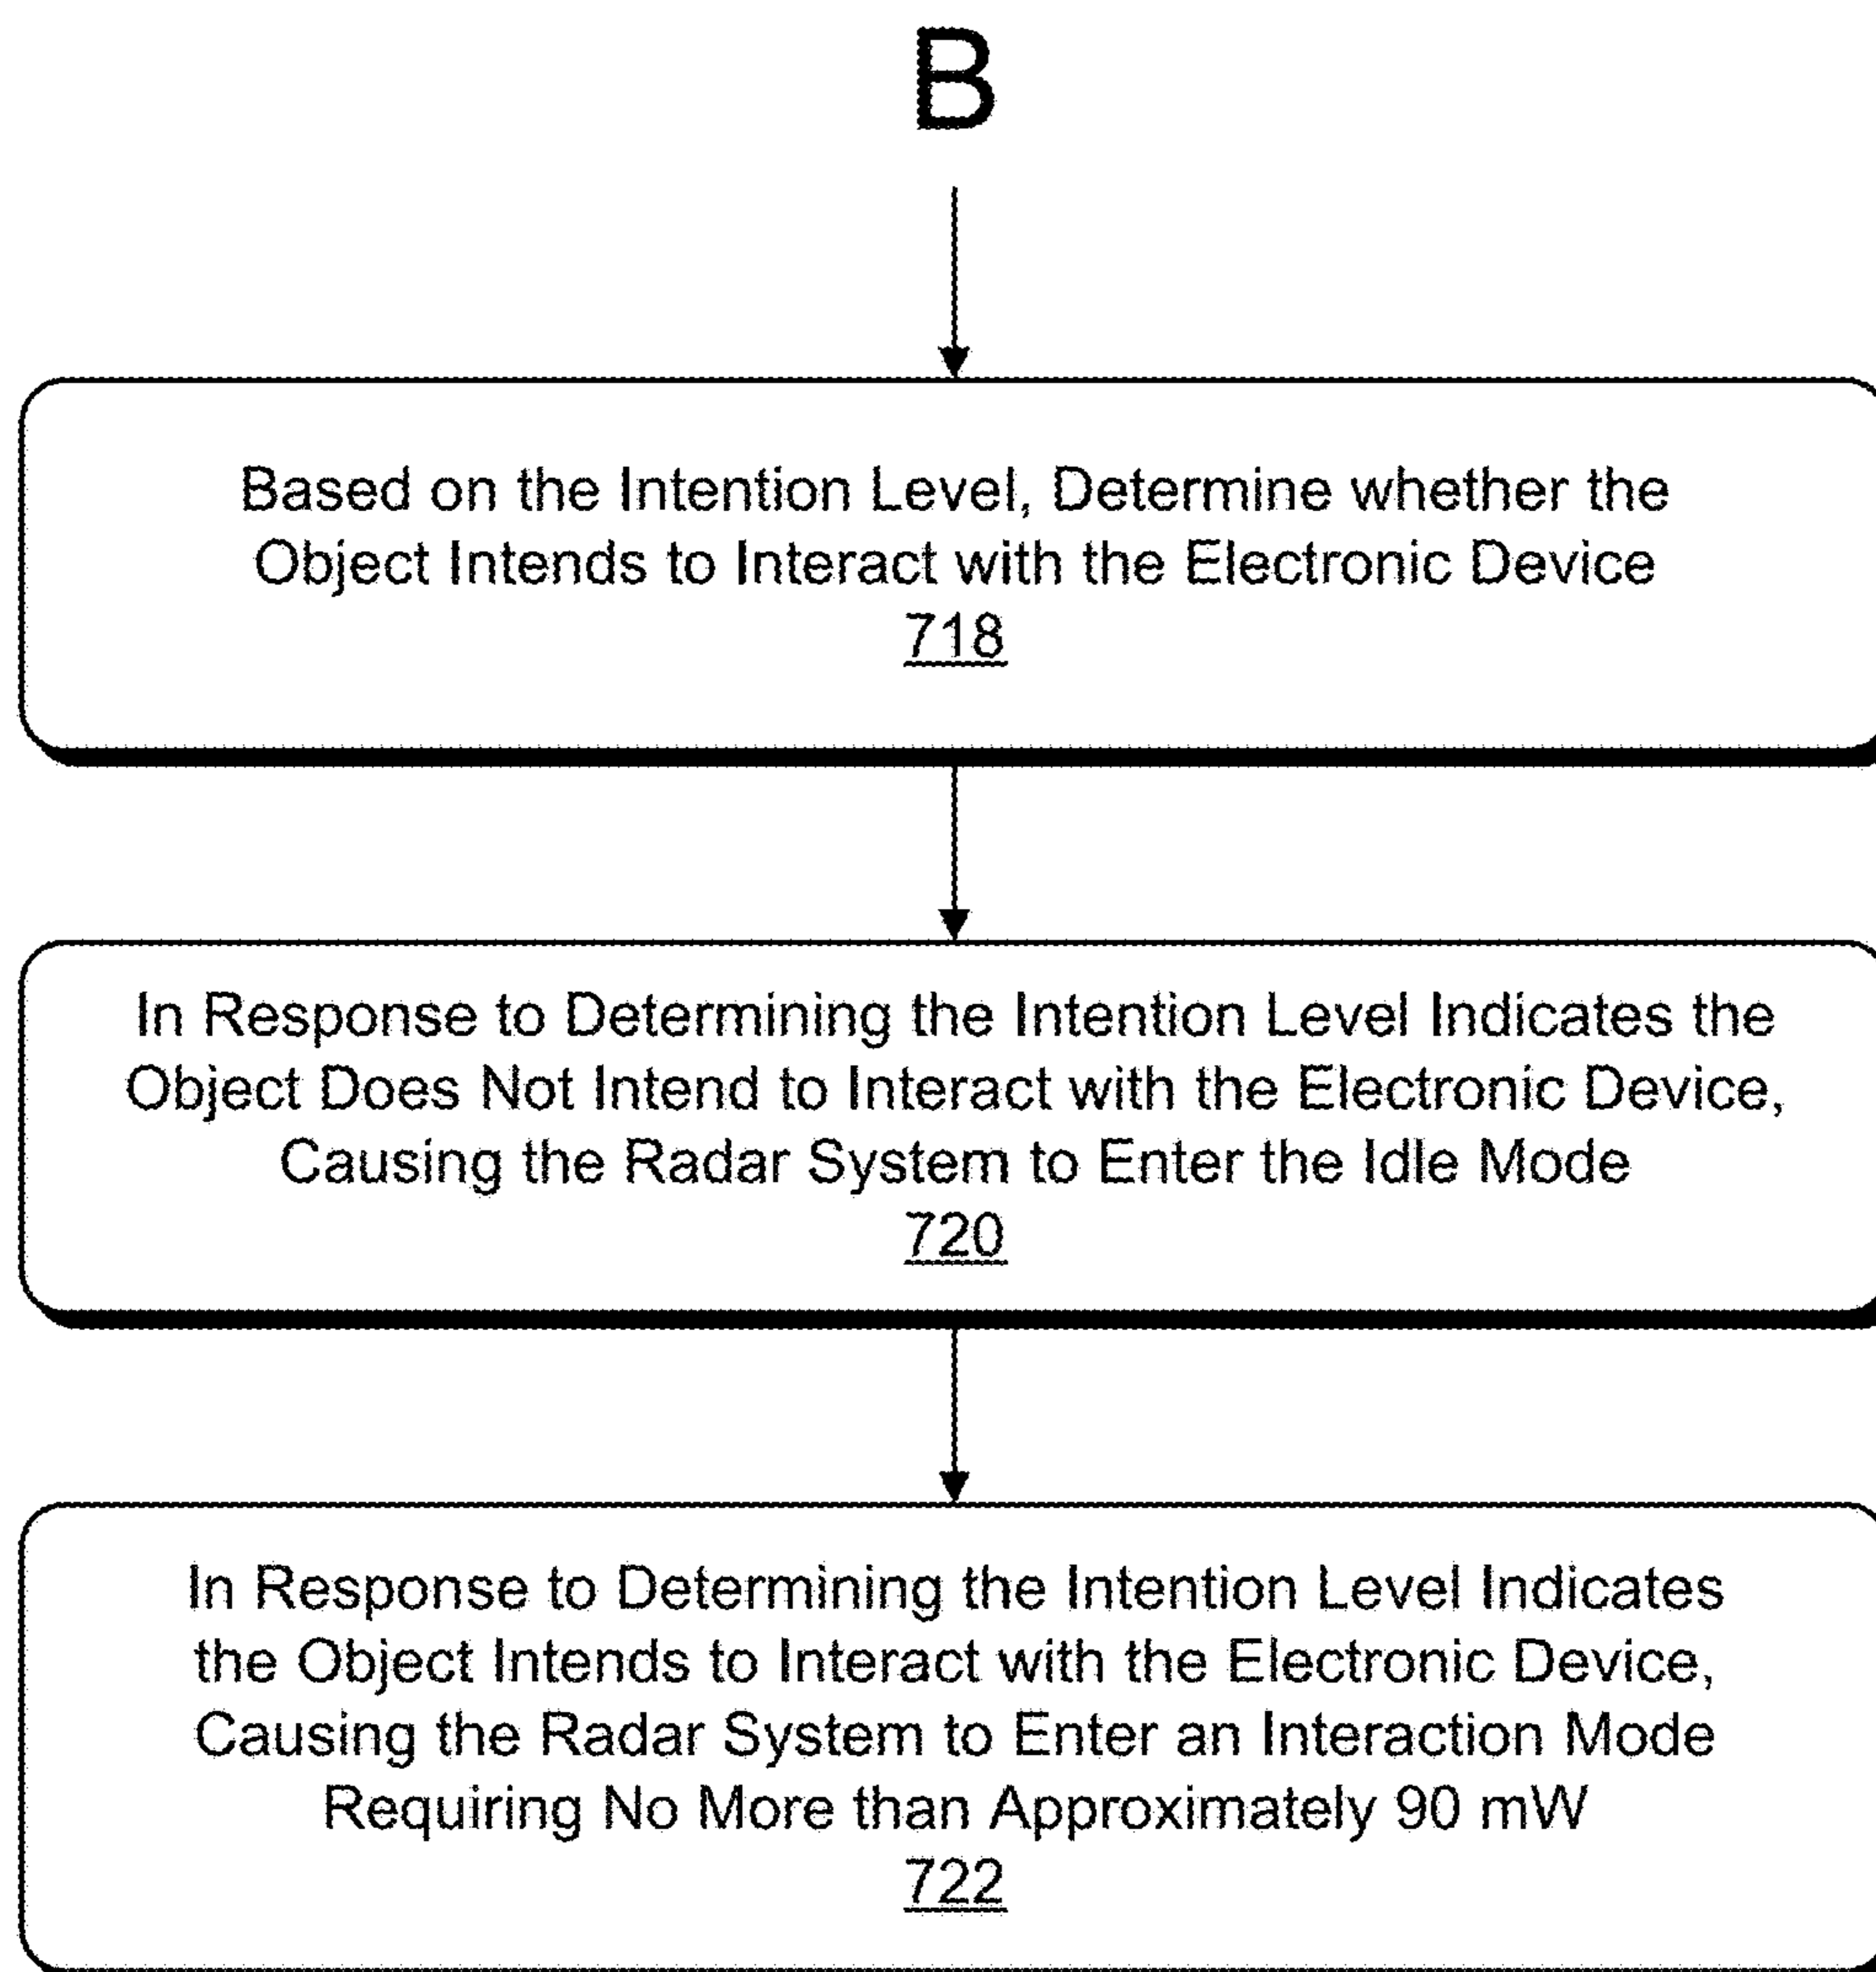 B
Based on the Intention Level, Determine whether the
Object Intends to Interact with the Electronic Device
718
In Response to Determining the Intention Level Indicates the
Object Does Not Intend to Interact with the Electronic Device,
Causing the Radar System to Enter the Idle Mode
720
In Response to Determining the Intention Level Indicates
the Object Intends to Interact with the Electronic Device,
Causing the Radar System to Enter an Interaction Mode
Requiring No More than Approximately 90 mW
722